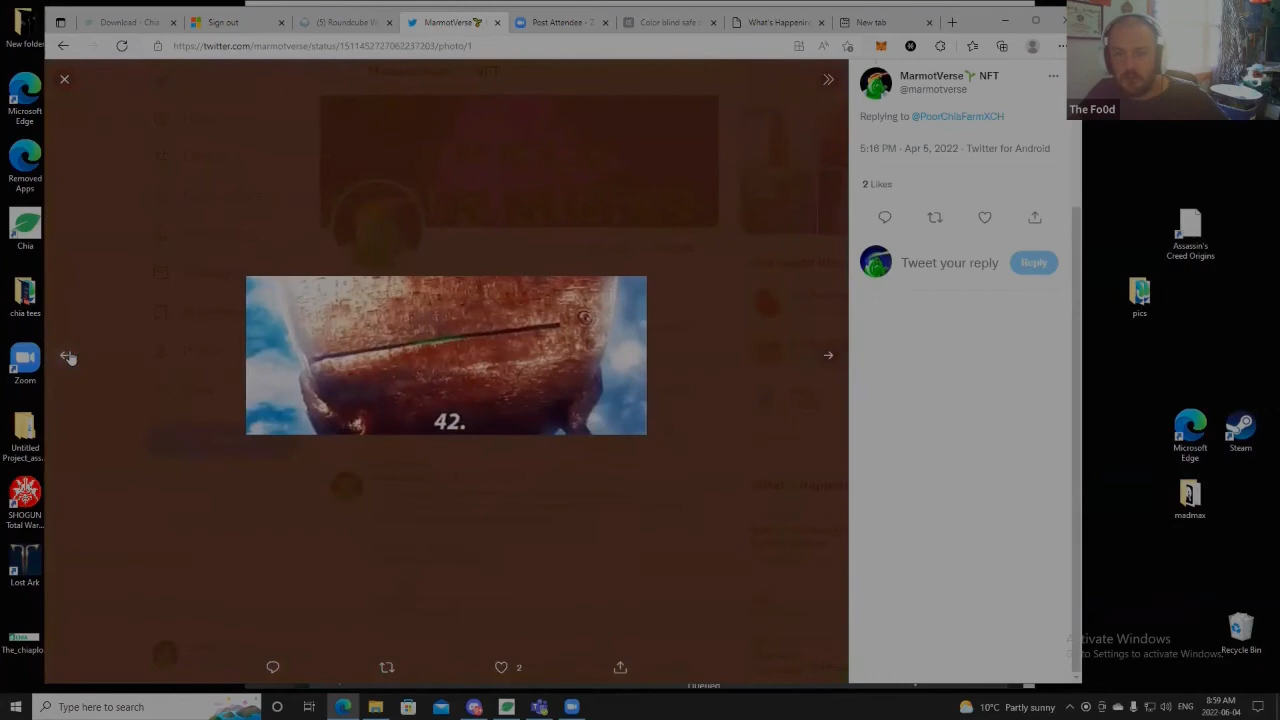 New folder
Download - Chia
Sign out
(5) Roundcube W
MarmotVerse🌱
Post Attendee - Z
Color blind safe
What's Happenin
New tab
https://twitter.com/marmotverse/status/1511452727062237203/photo/1
MarmotVerse🌱 NFT
@marmotverse
Replying to @PoorChiaFarmXCH
5:16 PM · Apr 5, 2022 · Twitter for Android
2 Likes
Tweet your reply
Reply
42.
2
The Fo0d
Microsoft
Edge
Removed
Apps
Chia
chia tees
Zoom
Untitled
Project_ass...
SHOGUN
Total War...
Lost Ark
The_chiaplo
Assassin's
Creed Origins
pics
Microsoft
Edge
Steam
madmax
Activate Windows
Go to Settings to activate Windows.
Recycle Bin
Queued
Type here to search
10°C Partly sunny
ENG
8:59 AM
2022-06-04